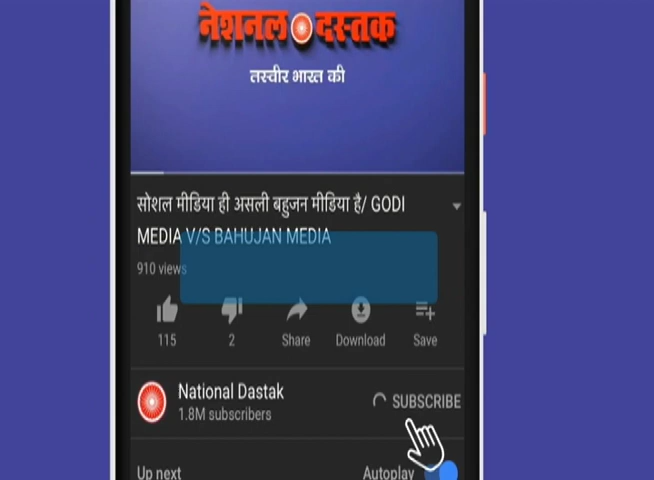 नेशनल दस्तक
तस्वीर भारत की
सोशल मीडिया ही असली बहुजन मीडिया है/ GODI
MEDIA V/S BAHUJAN MEDIA
910 views
115
2
Share
Download
Save
National Dastak
1.8M subscribers
SUBSCRIBE
Up next
Autoplay